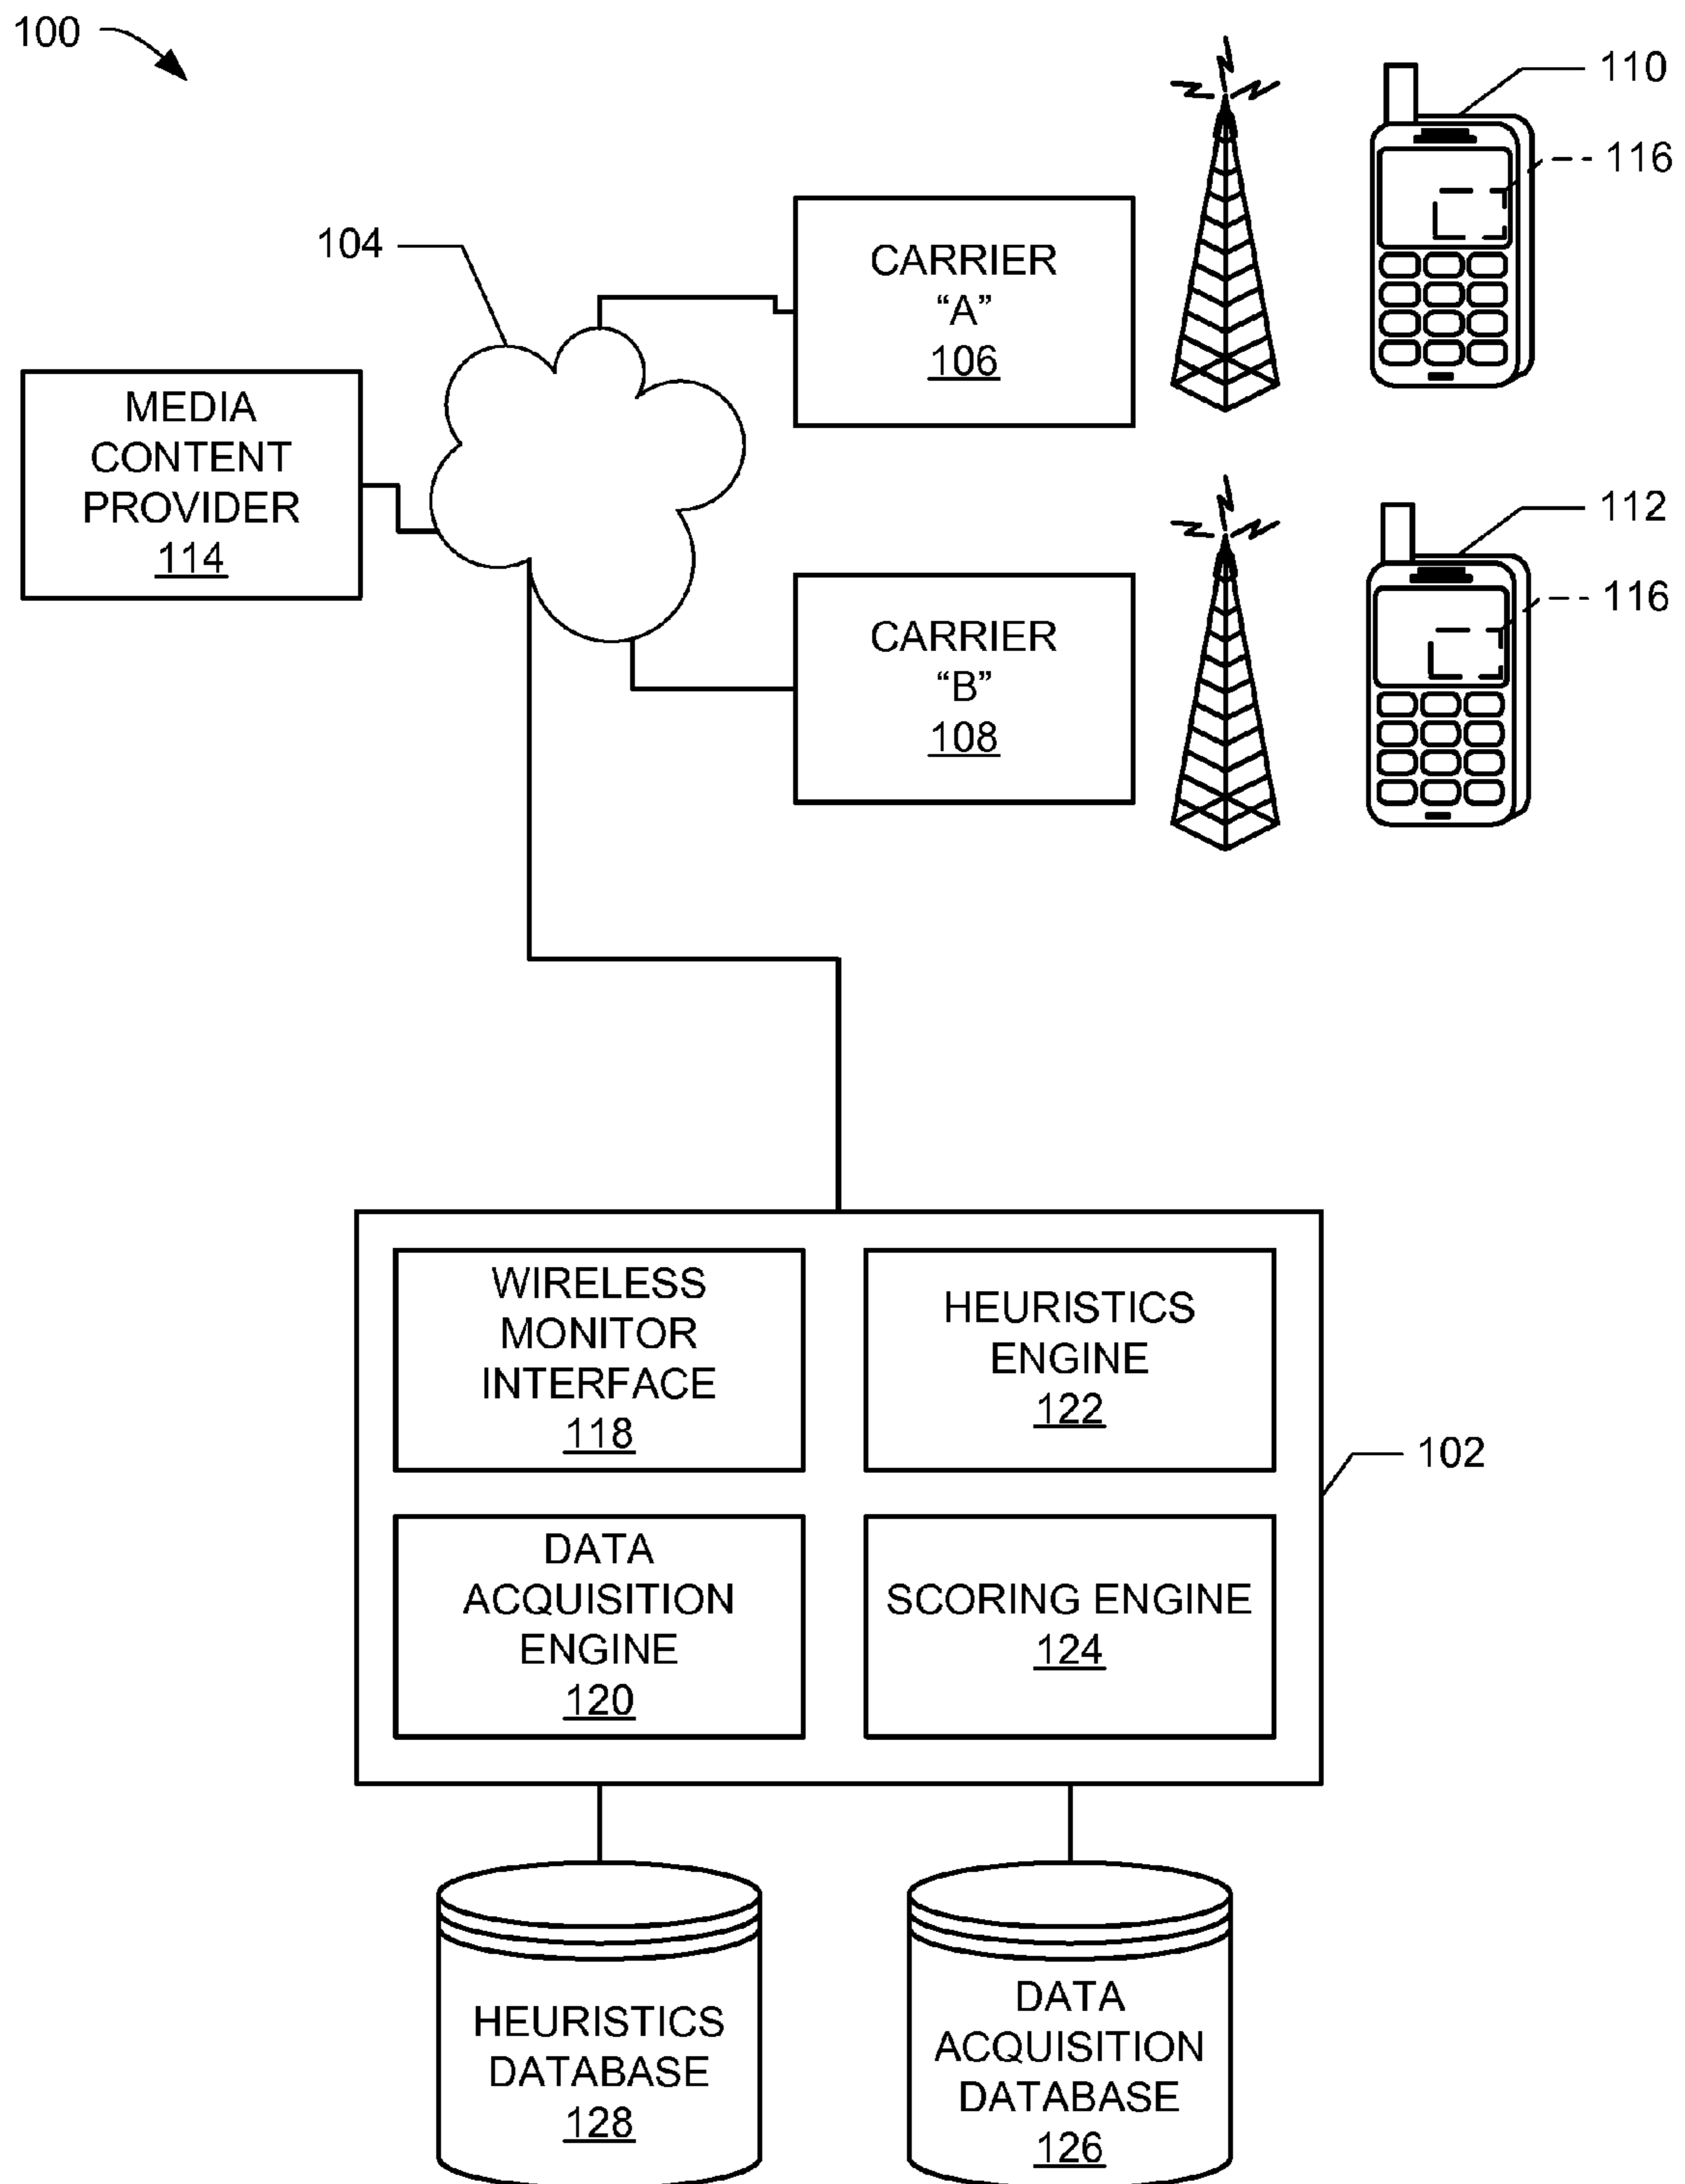 100
110
116
104
CARRIER
“A”
106
MEDIA
CONTENT
PROVIDER
114
112
116
CARRIER
“B”
108
WIRELESS
MONITOR
INTERFACE
118
HEURISTICS
ENGINE
122
102
DATA
ACQUISITION
ENGINE
120
SCORING ENGINE
124
HEURISTICS
DATABASE
128
DATA
ACQUISITION
DATABASE
126